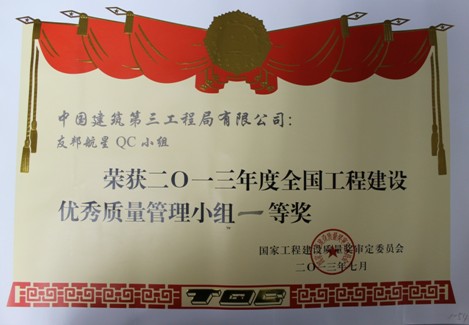 中国建筑第三工程局有限公司:
友邦航星QC小组
荣获二〇一三年度全国工程建设
优秀质量管理小组一等奖
国家工程建设质量奖审定委员会
二〇一三年七月